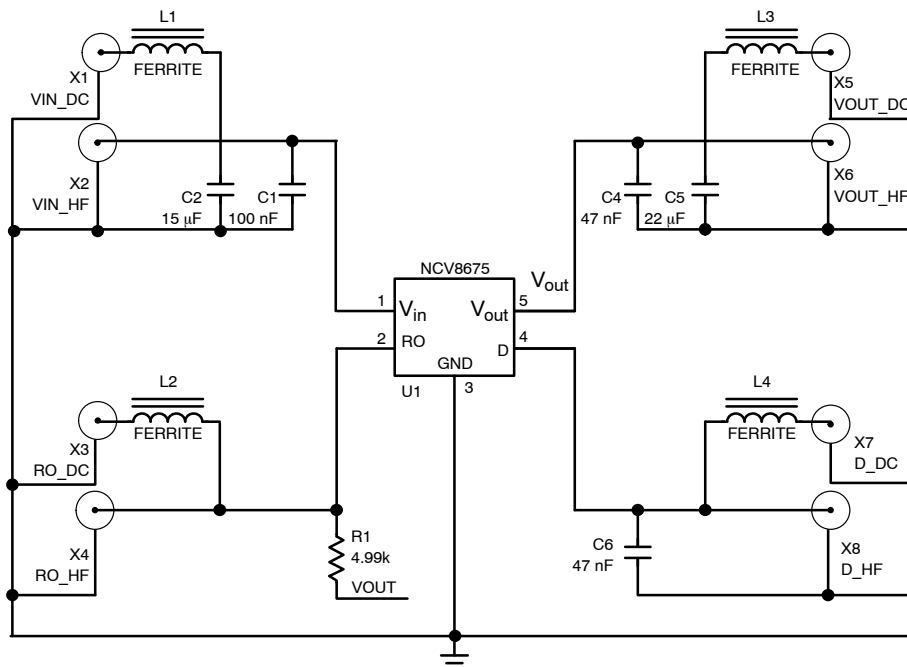 L1
FERRITE
X1
VIN_DC
X2
VIN_HF
C2
15 μF
C1
100 nF
L3
FERRITE
X5
VOUT_DC
X6
VOUT_HF
C4
47 nF
C5
22 μF
NCV8675
Vout
1
Vin
Vout
5
2
RO
D
4
GND
U1
3
L2
FERRITE
X3
RO_DC
X4
RO_HF
R1
4.99k
VOUT
L4
FERRITE
X7
D_DC
C6
47 nF
X8
D_HF